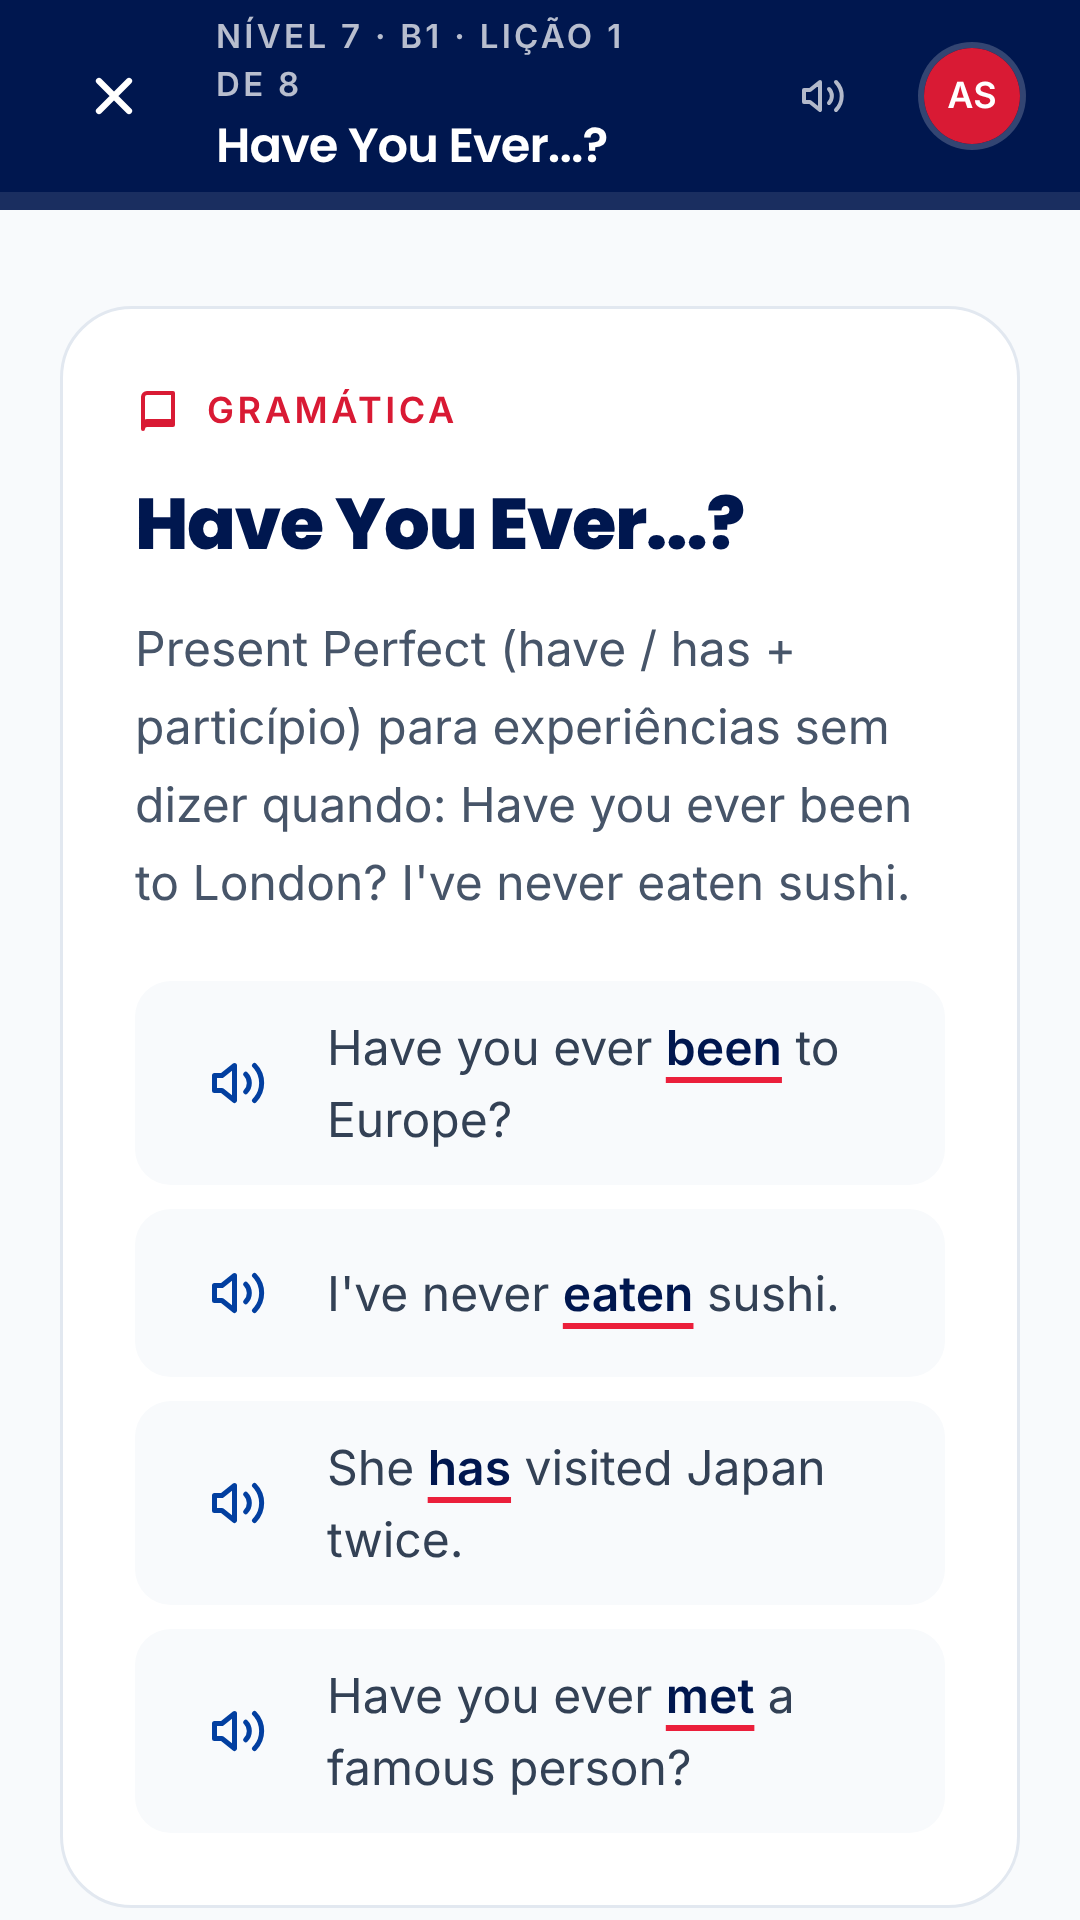 NÍVEL 7 · B1 · LIÇÃO 1
DE 8
Have You Ever...?
AS
GRAMÁTICA
Have You Ever...?
Present Perfect (have / has +
particípio) para experiências sem
dizer quando: Have you ever been
to London? I've never eaten sushi.
Have you ever been to
Europe?
I've never eaten sushi.
She has visited Japan
twice.
Have you ever met a
famous person?